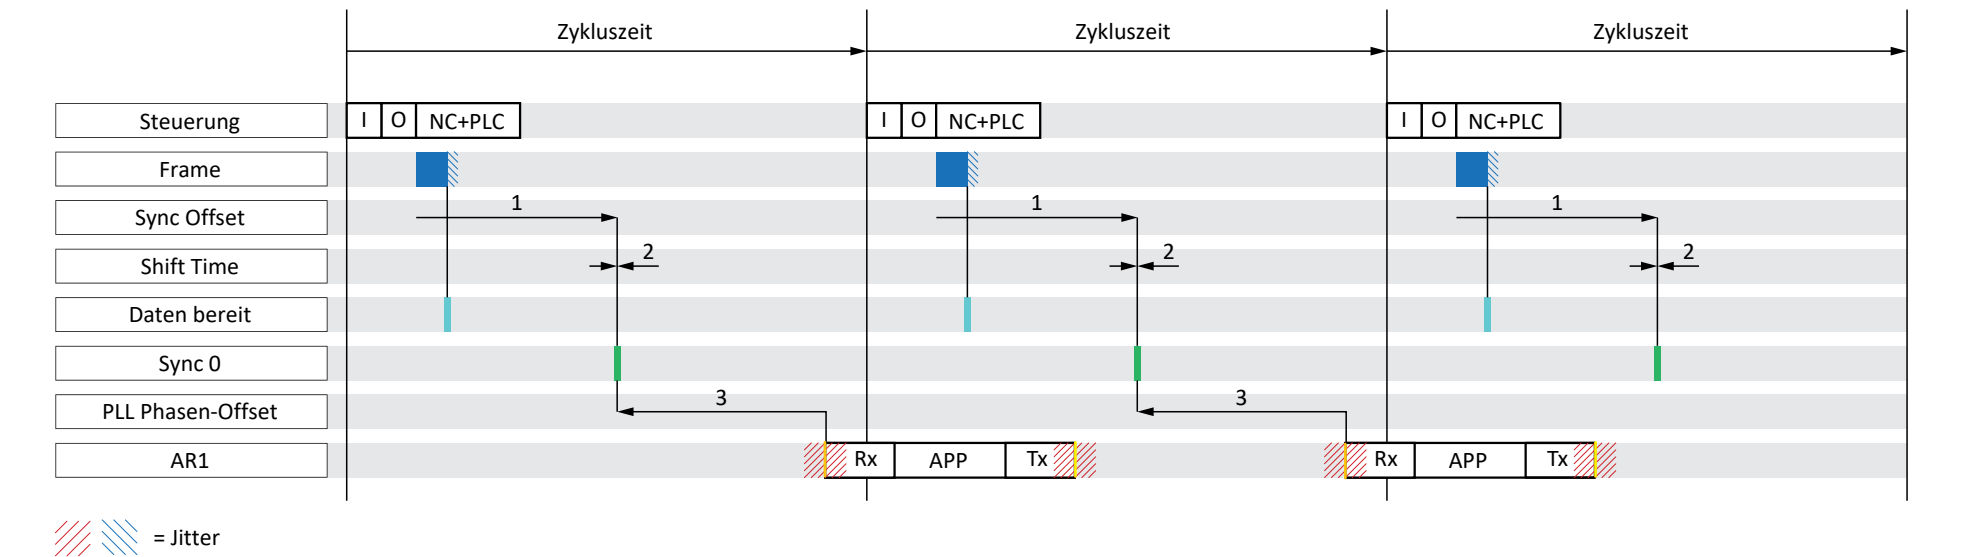 Zykluszeit Zykluszeit Zykluszeit
Steuerung I O NC+PLC I O NC+PLC I O NC+PLC
Frame
Sync Offset 1 1 1
Shift Time 2 2 2
Daten bereit
Sync 0
PLL Phasen-Offset 3 3
AR1 Rx APP Tx Rx APP Tx
= Jitter